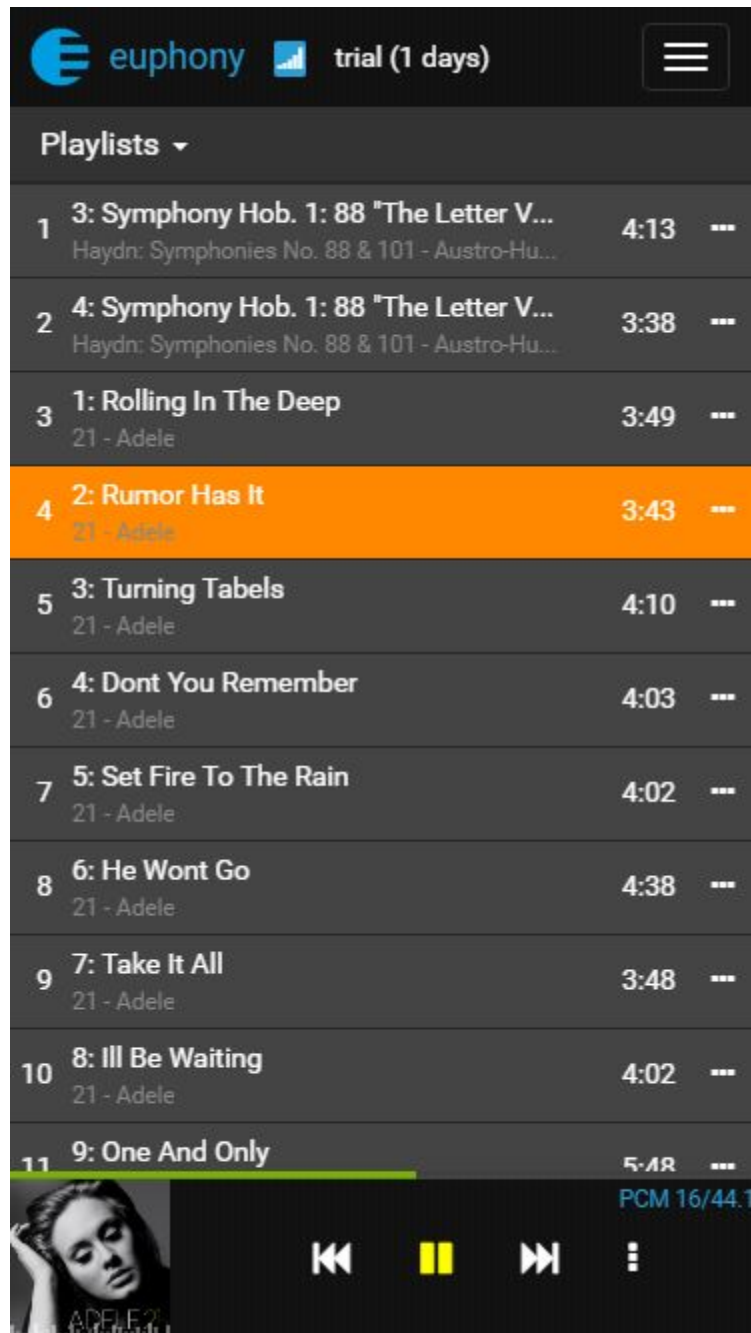 euphony trial (1 days)
Playlists
1 3: Symphony Hob. 1: 88 "The Letter V... 4:13
Haydn: Symphonies No. 88 & 101 - Austro-Hu...
2 4: Symphony Hob. 1: 88 "The Letter V... 3:38
Haydn: Symphonies No. 88 & 101 - Austro-Hu...
3 1: Rolling In The Deep 3:49
21 - Adele
4 2: Rumor Has It 3:43
21 - Adele
5 3: Turning Tabels 4:10
21 - Adele
6 4: Dont You Remember 4:03
21 - Adele
7 5: Set Fire To The Rain 4:02
21 - Adele
8 6: He Wont Go 4:38
21 - Adele
9 7: Take It All 3:48
21 - Adele
10 8: Ill Be Waiting 4:02
21 - Adele
11 9: One And Only 5:48
PCM 16/44.1
ADELE 21